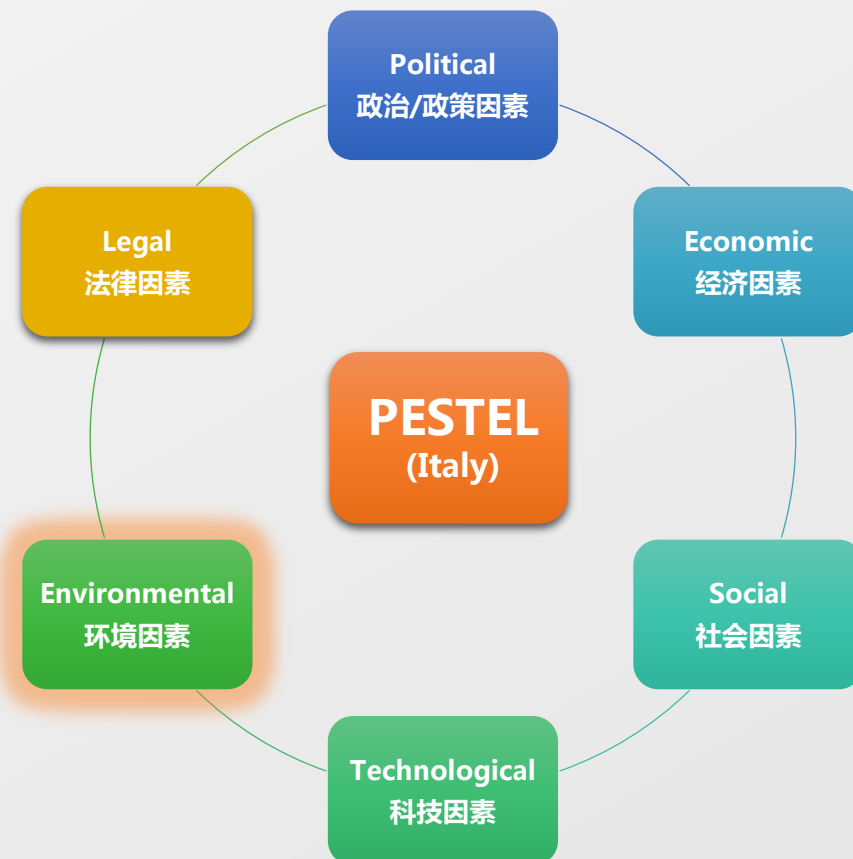 Political
政治/政策因素
Legal
法律因素
Economic
经济因素
PESTEL
(Italy)
Environmental
环境因素
Social
社会因素
Technological
科技因素